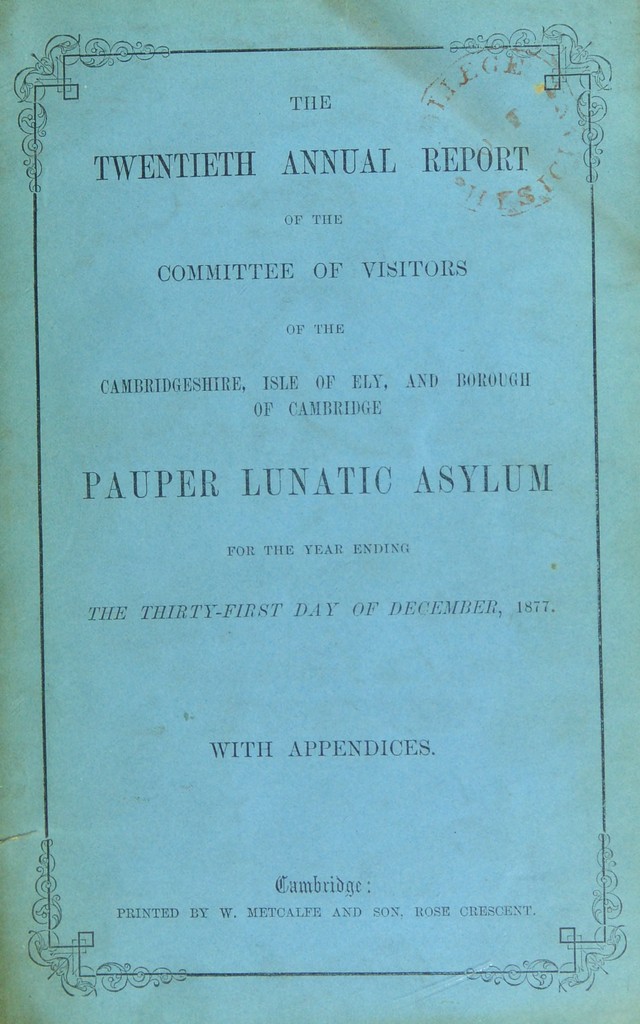 THE
TWENTIETH ANNUAL REPORT
OF THE
COMMITTEE OF VISITORS
OF THE
CAMBRIDGESHIRE, ISLE OF ELY, AND BOROUGH
OF CAMBRIDGE
PAUPER LUNATIC ASYLUM
FOR THE YEAR ENDING
THE THIRTY-FIRST DAY OF DECEMBER, 1877.
WITH APPENDICES.
Cambridge:
PRINTED BY W. METCALFE AND SON, ROSE CRESCENT.